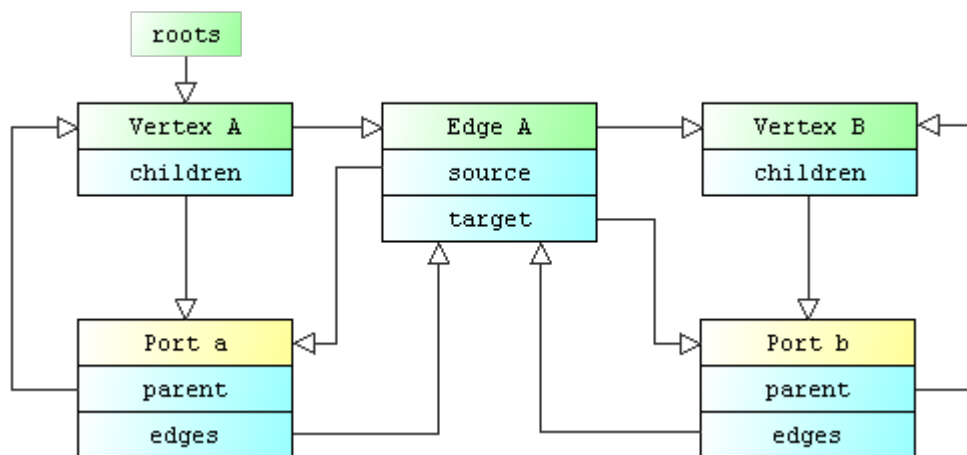 roots
Vertex A
children
Edge A
source
target
Vertex B
children
Port a
parent
edges
Port b
parent
edges